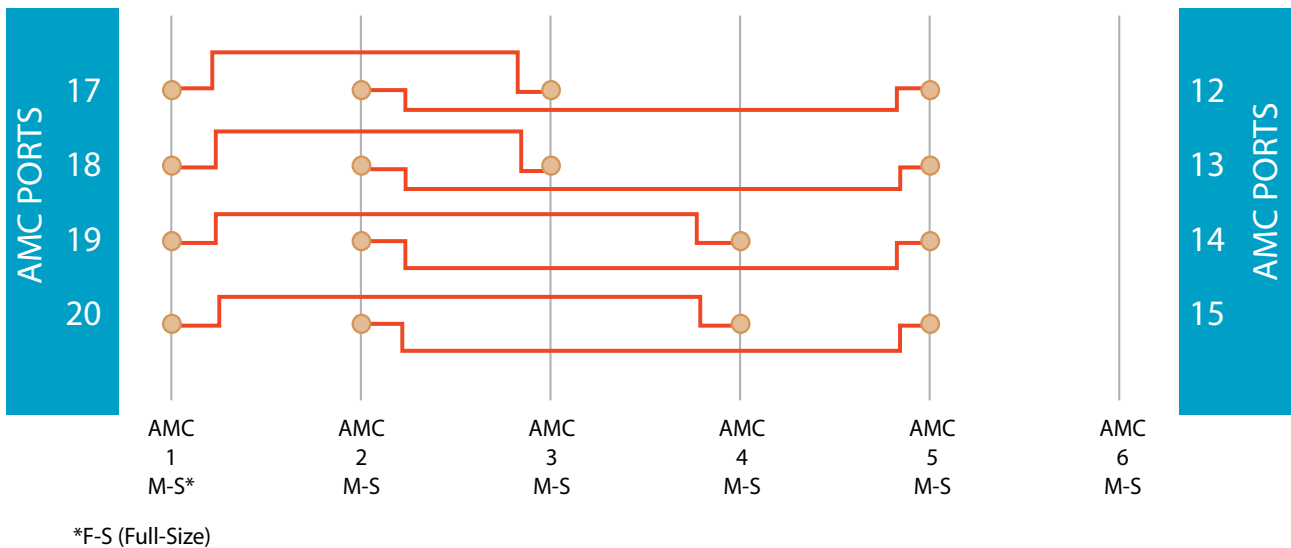 AMC PORTS
17
18
19
20
12
13
14
15
AMC PORTS
AMC
1
M-S*
AMC
2
M-S
AMC
3
M-S
AMC
4
M-S
AMC
5
M-S
AMC
6
M-S
*F-S (Full-Size)